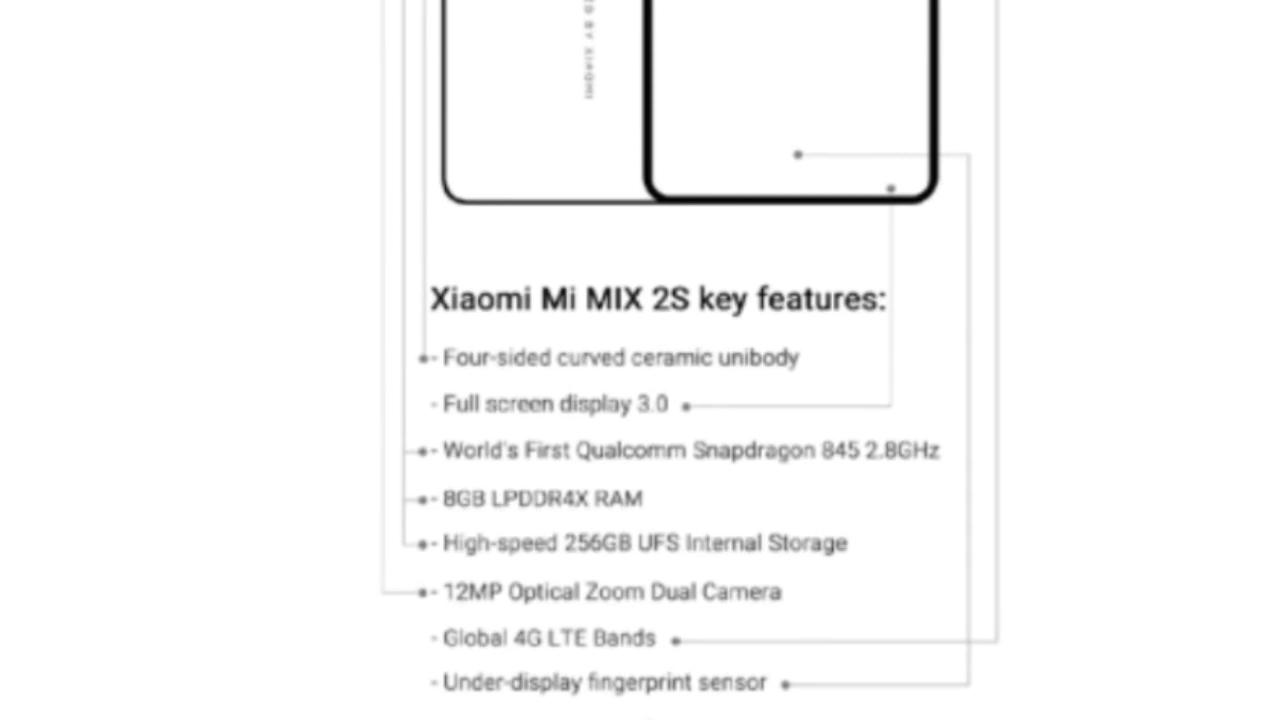 BY XIAOMI
Xiaomi Mi MIX 2S key features:
- Four-sided curved ceramic unibody
- Full screen display 3.0
- World's First Qualcomm Snapdragon 845 2.8GHz
- 8GB LPDDR4X RAM
- High-speed 256GB UFS Internal Storage
- 12MP Optical Zoom Dual Camera
- Global 4G LTE Bands
- Under-display fingerprint sensor